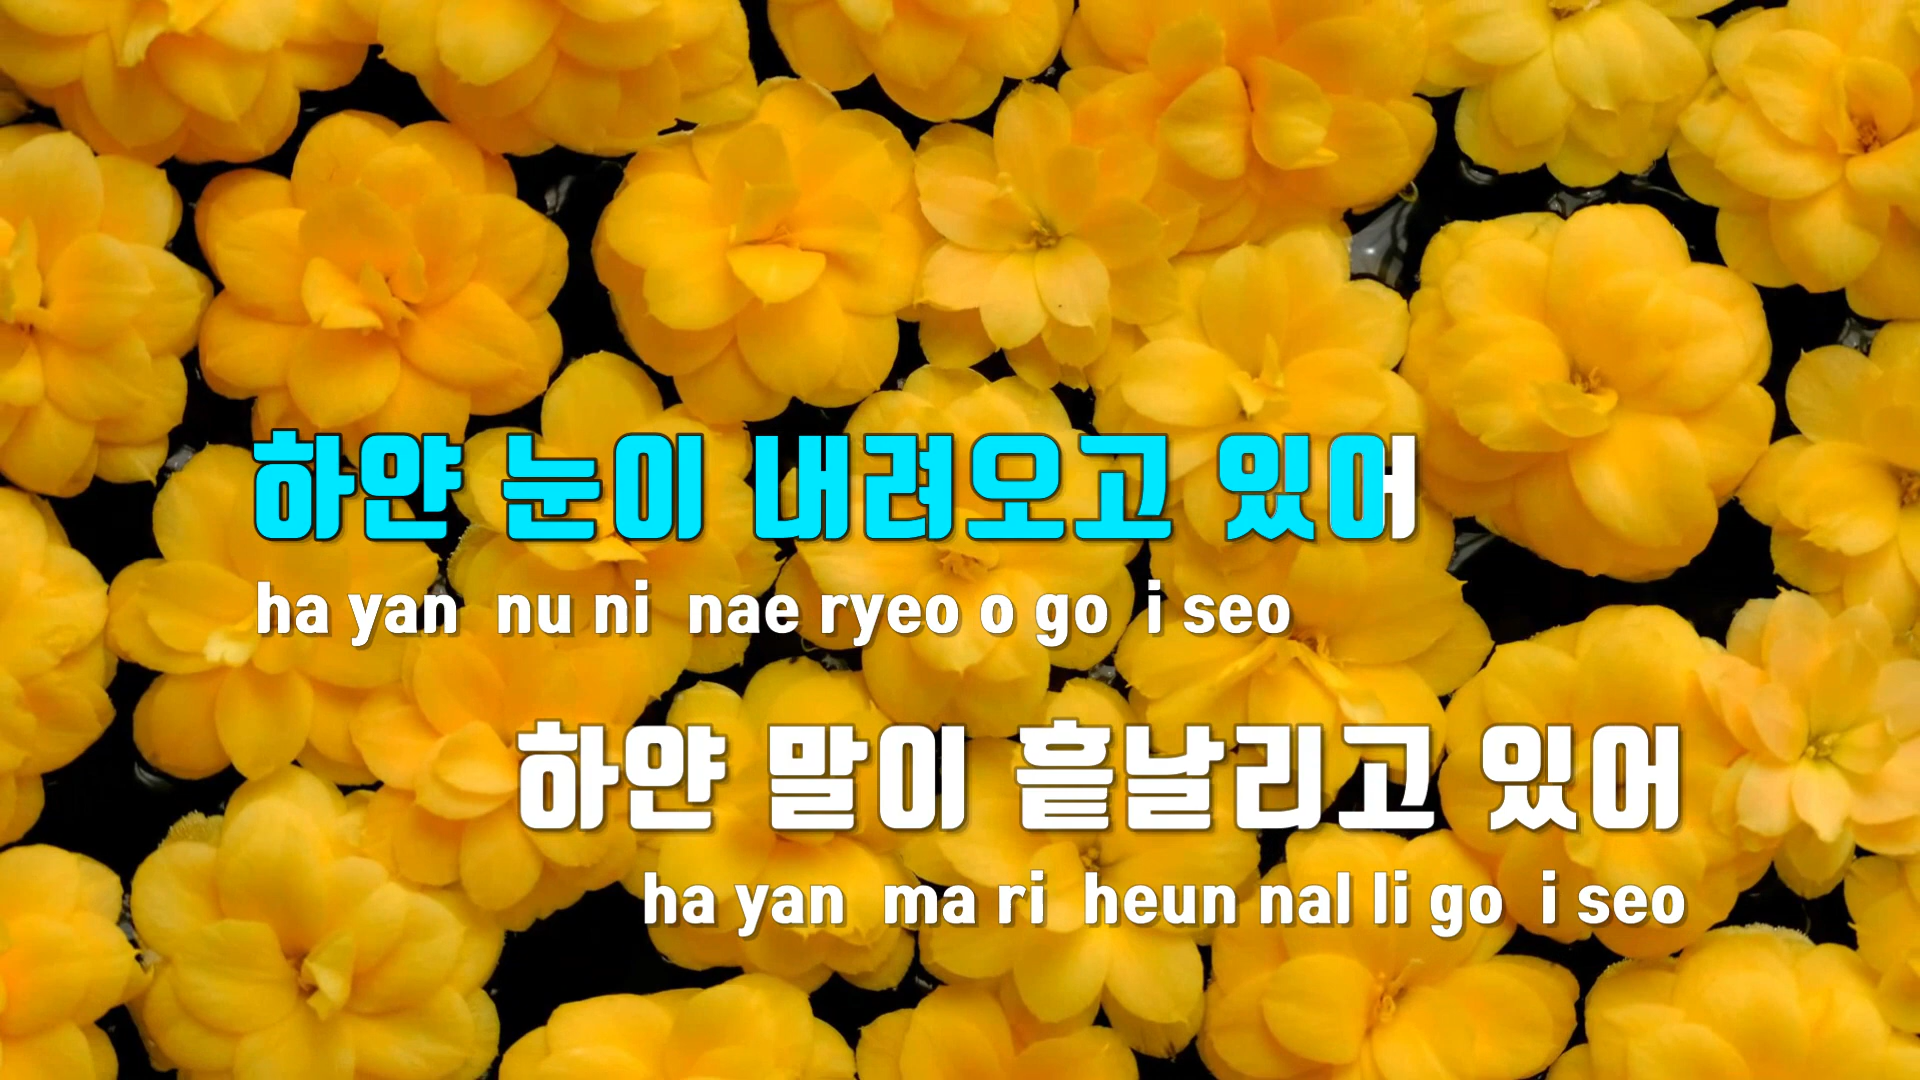 하얀 눈이 내려오고 있어
ha yan nu ni nae ryeo o go i seo
하얀 말이 흩날리고 있어
ha yan ma ri heun nal li go i seo